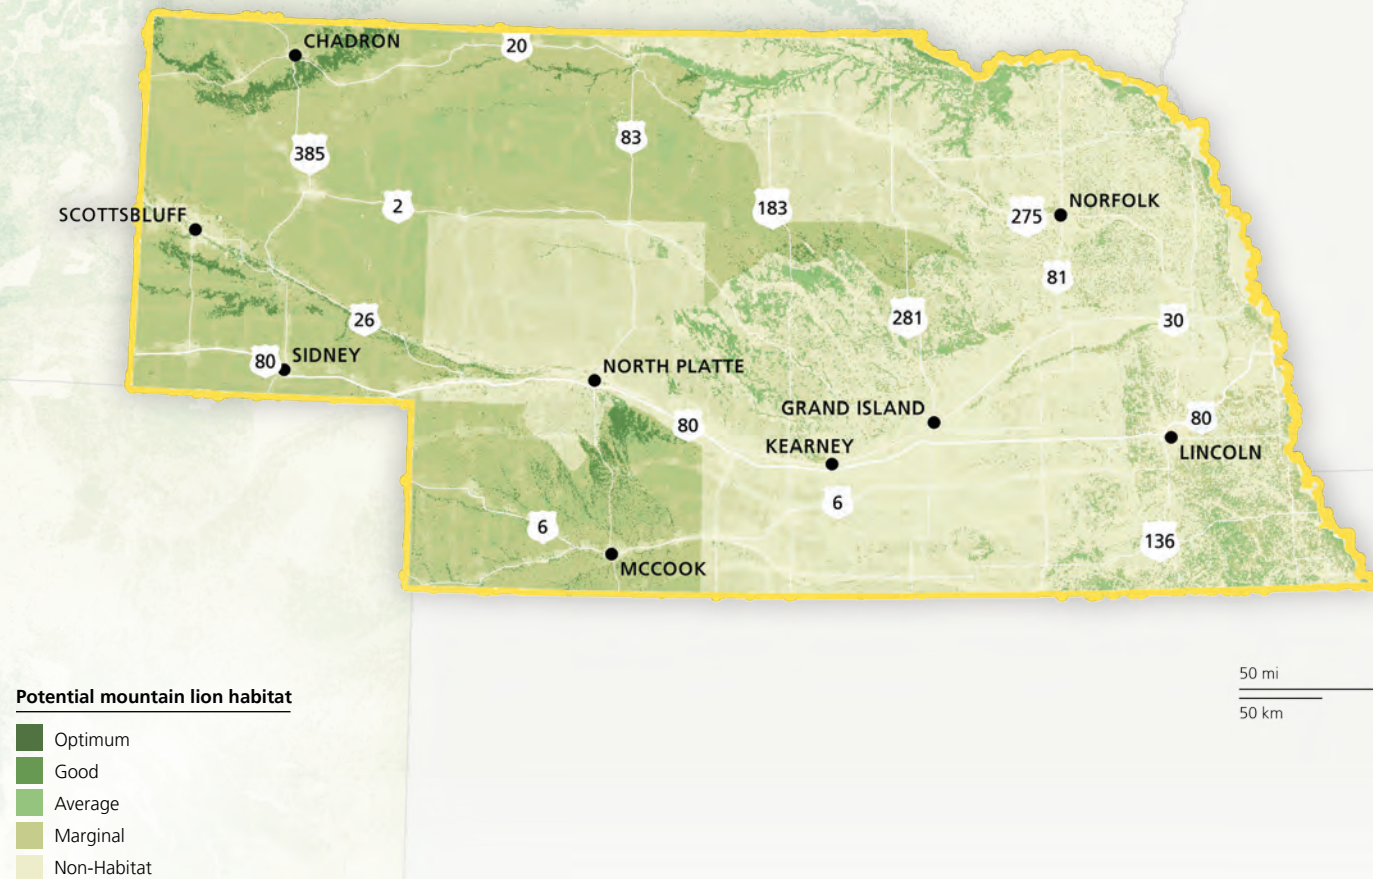 CHADRON
20
83
385
2
183
SCOTTSBLUFF
275
NORFOLK
81
26
281
30
80
SIDNEY
NORTH PLATTE
GRAND ISLAND
80
80
KEARNEY
LINCOLN
6
6
136
MCCOOK
50 mi
50 km
Potential mountain lion habitat
Optimum
Good
Average
Marginal
Non-Habitat